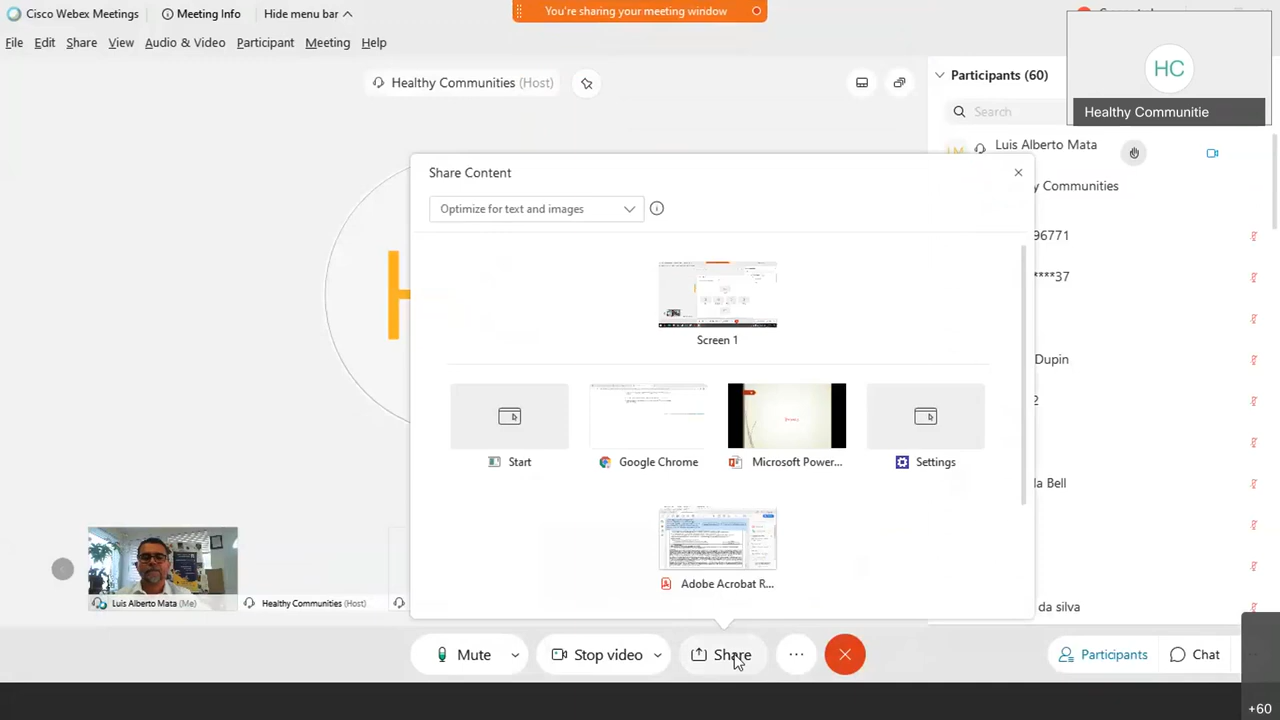 Cisco Webex Meetings
Meeting Info
Hide menu bar
You're sharing your meeting window
File Edit Share View Audio & Video Participant Meeting Help
Healthy Communities (Host)
Participants (60)
HC
Healthy Communitie
Search
Luis Alberto Mata
y Communities
96771
****37
Dupin
2
la Bell
da silva
Share Content
Optimize for text and images
Screen 1
Start
Google Chrome
Microsoft Power...
Settings
Adobe Acrobat R...
H
Luis Alberto Mata (Me)
Healthy Communities (Host)
Mute
Stop video
Share
Participants
Chat
+60